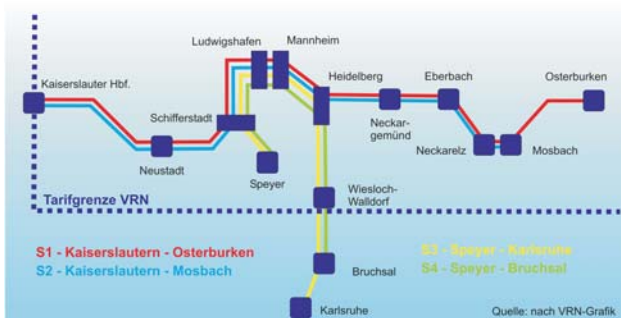 Ludwigshafen
Mannheim
Kaiserslauter Hbf.
Heidelberg
Eberbach
Osterburken
Schifferstadt
Neckar-
gemünd
Neustadt
Speyer
Neckarelz
Mosbach
Wiesloch-
Walldorf
Tarifgrenze VRN
S1 - Kaiserslautern - Osterburken
S2 - Kaiserslautern - Mosbach
S3 - Speyer - Karlsruhe
S4 - Speyer - Bruchsal
Bruchsal
Karlsruhe
Quelle: nach VRN-Grafik